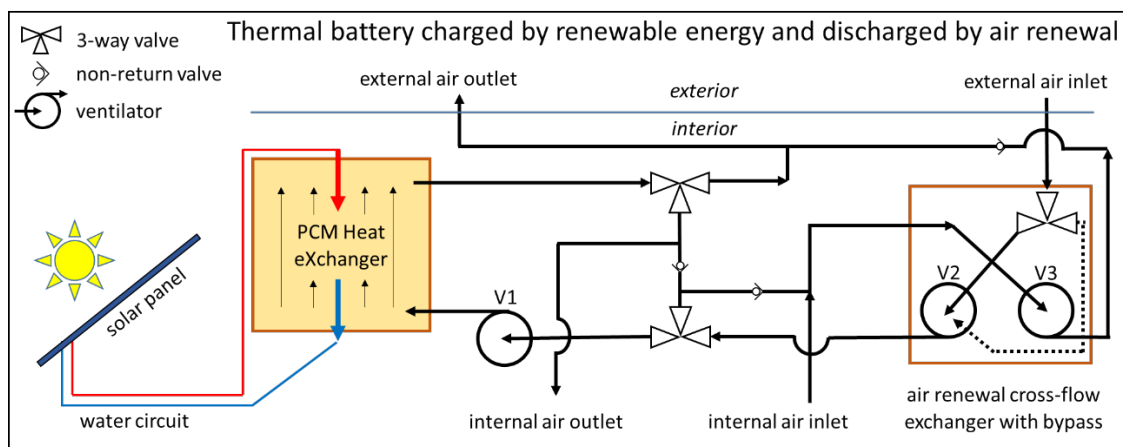 Thermal battery charged by renewable energy and discharged by air renewal
3-way valve
non-return valve
ventilator
external air outlet
external air inlet
exterior
interior
PCM Heat
eXchanger
V1
V2
V3
solar panel
water circuit
internal air outlet
internal air inlet
air renewal cross-flow
exchanger with bypass